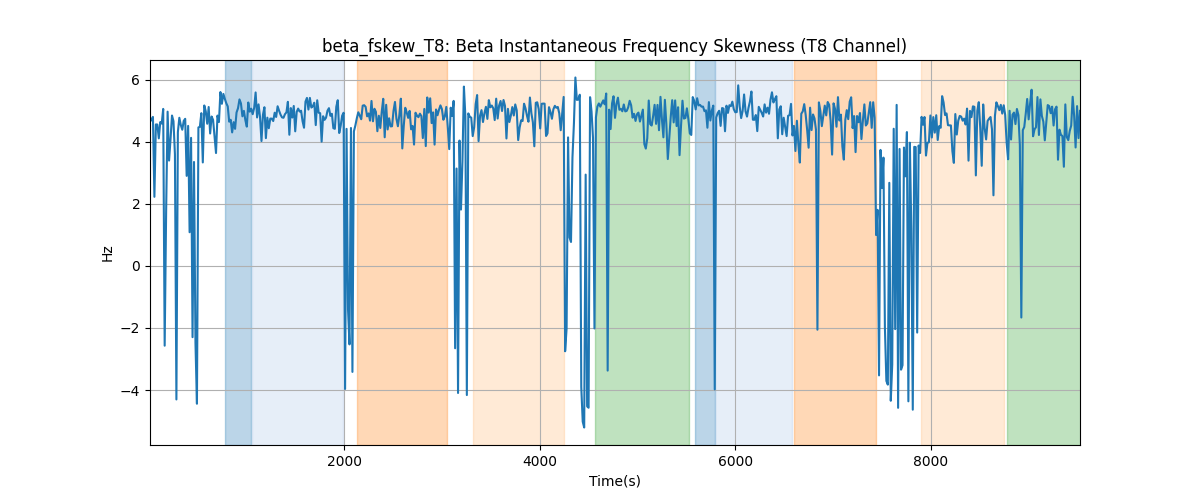 beta_fskew_T8: Beta Instantaneous Frequency Skewness (T8 Channel)
6
4
2
0
−2
−4
Hz
2000 4000 6000 8000
Time(s)